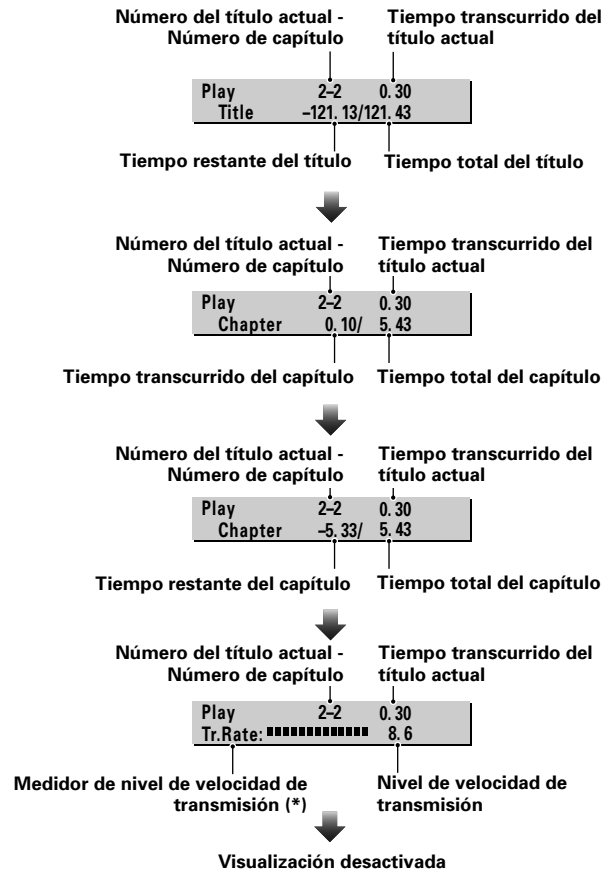 Número del título actual - Tiempo transcurrido del
Número de capítulo título actual
Play 2–2 0. 30
Title –121. 13/121. 43
Tiempo restante del título Tiempo total del título
Número del título actual - Tiempo transcurrido del
Número de capítulo título actual
Play 2–2 0. 30
Chapter 0. 10/ 5. 43
Tiempo transcurrido del capítulo Tiempo total del capítulo
Número del título actual - Tiempo transcurrido del
Número de capítulo título actual
Play 2–2 0. 30
Chapter –5. 33/ 5. 43
Tiempo restante del capítulo Tiempo total del capítulo
Número del título actual - Tiempo transcurrido del
Número de capítulo título actual
Play 2–2 0. 30
Tr.Rate: 8. 6
Medidor de nivel de velocidad de Nivel de velocidad de
transmisión (*) transmisión
Visualización desactivada